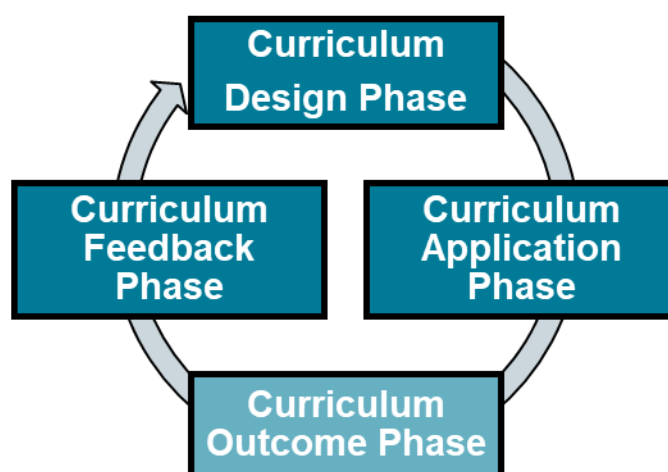 Curriculum
Design Phase
Curriculum
Feedback
Phase
Curriculum
Application
Phase
Curriculum
Outcome Phase